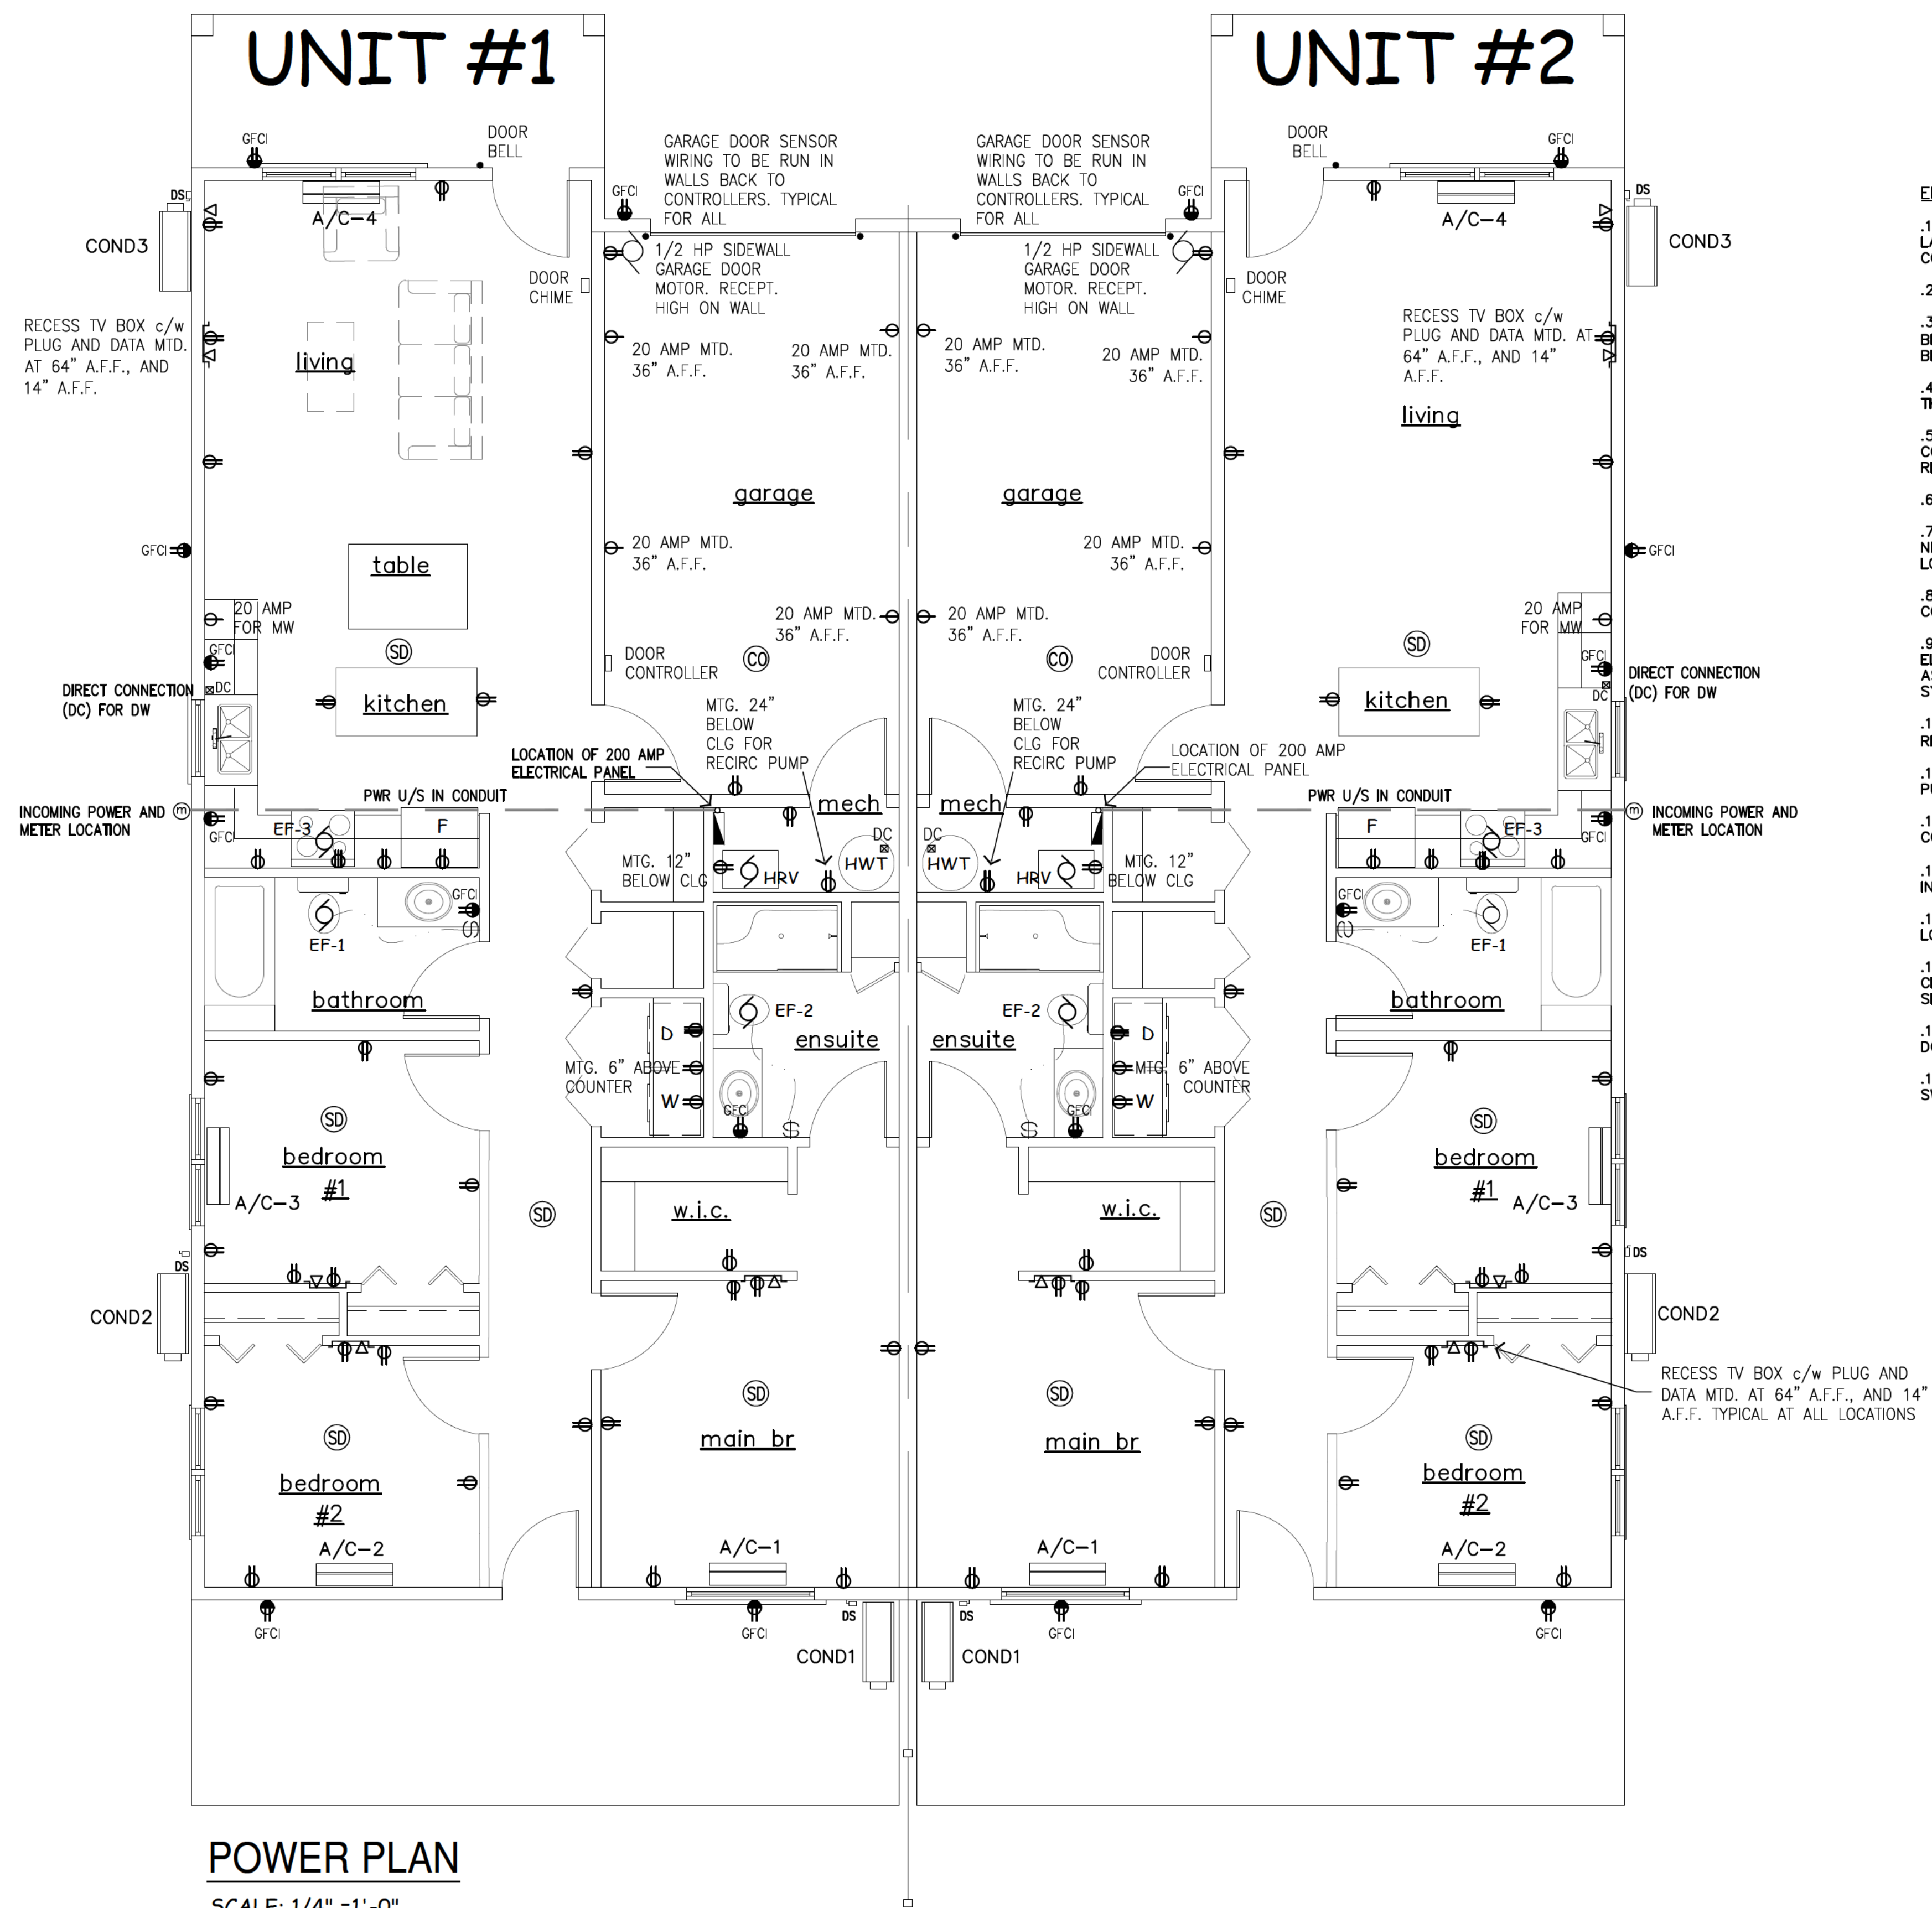 UNIT #1
UNIT #2
GFCI
DOOR
BELL
GARAGE DOOR SENSOR
WIRING TO BE RUN IN
WALLS BACK TO
CONTROLLERS. TYPICAL
FOR ALL
GARAGE DOOR SENSOR
WIRING TO BE RUN IN
WALLS BACK TO
CONTROLLERS. TYPICAL
FOR ALL
DOOR
BELL
GFCI
DS
GFCI
GFCI
DS
A/C-4
A/C-4
COND3
COND3
1/2 HP SIDEWALL
GARAGE DOOR
MOTOR. RECEPT.
HIGH ON WALL
1/2 HP SIDEWALL
GARAGE DOOR
MOTOR. RECEPT.
HIGH ON WALL
DOOR
CHIME
DOOR
CHIME
RECESS TV BOX c/w
PLUG AND DATA MTD.
AT 64" A.F.F., AND
14" A.F.F.
living
20 AMP MTD.
36" A.F.F.
20 AMP MTD.
36" A.F.F.
20 AMP MTD.
36" A.F.F.
20 AMP MTD.
36" A.F.F.
RECESS TV BOX c/w
PLUG AND DATA MTD. AT
64" A.F.F., AND 14"
A.F.F.
living
garage
garage
GFCI
table
20 AMP MTD.
36" A.F.F.
20 AMP MTD.
36" A.F.F.
GFCI
20 AMP
FOR MW
20 AMP MTD.
36" A.F.F.
20 AMP MTD.
36" A.F.F.
20 AMP
FOR MW
SD
SD
GFCI
GFCI
DOOR
CONTROLLER
CO
CO
DOOR
CONTROLLER
DIRECT CONNECTION
(DC) FOR DW
DC
kitchen
kitchen
DC
DIRECT CONNECTION
(DC) FOR DW
MTG. 24"
BELOW
CLG FOR
RECIRC PUMP
MTG. 24"
BELOW
CLG FOR
RECIRC PUMP
LOCATION OF 200 AMP
ELECTRICAL PANEL
LOCATION OF 200 AMP
ELECTRICAL PANEL
PWR U/S IN CONDUIT
PWR U/S IN CONDUIT
mech
mech
INCOMING POWER AND
METER LOCATION
m
m
INCOMING POWER AND
METER LOCATION
GFCI
EF-3
F
F
EF-3
GFCI
DC
DC
HWT
HWT
MTG. 12"
BELOW CLG
HRV
HRV
MTG. 12"
BELOW CLG
GFCI
GFCI
S
S
EF-1
EF-1
bathroom
bathroom
EF-2
EF-2
ensuite
ensuite
D
D
MTG. 6" ABOVE
COUNTER
MTG. 6" ABOVE
COUNTER
W
W
GFCI
GFCI
S
S
SD
SD
bedroom
#1
bedroom
#1
A/C-3
A/C-3
SD
SD
w.i.c.
w.i.c.
DS
DS
COND2
COND2
RECESS TV BOX c/w PLUG AND
DATA MTD. AT 64" A.F.F., AND 14"
A.F.F. TYPICAL AT ALL LOCATIONS
SD
SD
main br
main br
SD
SD
bedroom
#2
bedroom
#2
A/C-2
A/C-1
A/C-1
A/C-2
GFCI
GFCI
DS
DS
GFCI
GFCI
COND1
COND1
POWER PLAN
SCALE: 1/4" =1'-0"